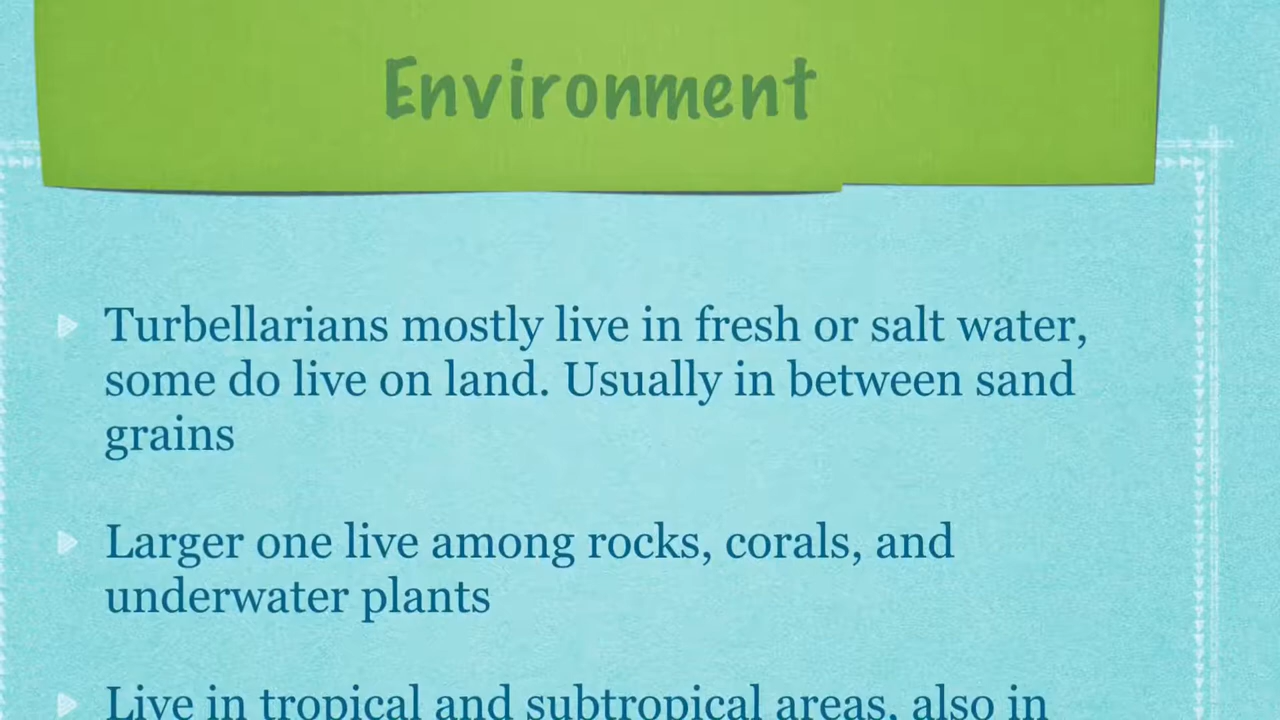 Environment
Turbellarians mostly live in fresh or salt water,
some do live on land. Usually in between sand
grains
Larger one live among rocks, corals, and
underwater plants
Live in tropical and subtropical areas, also in